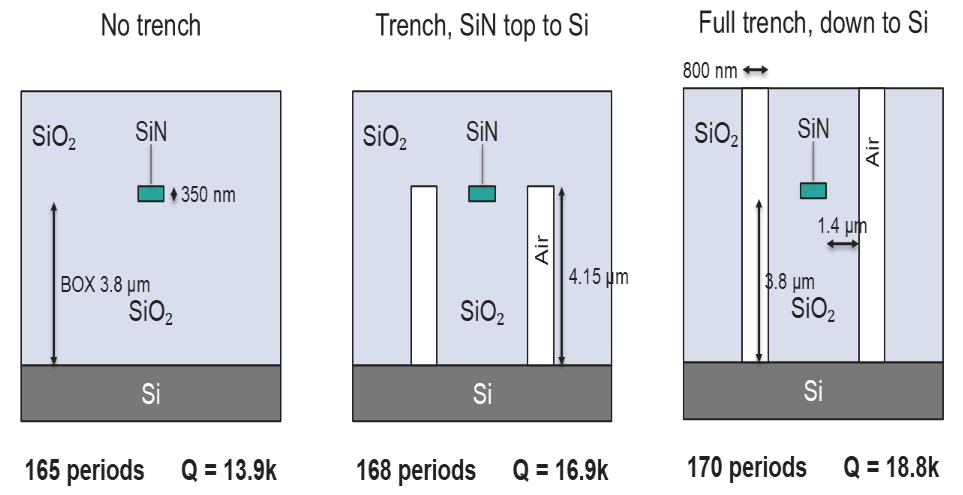 No trench
SiO₂
SiN
350 nm
BOX 3.8 µm
SiO₂
Si
165 periods Q = 13.9k
Trench, SiN top to Si
SiO₂
SiN
Air
4.15 µm
SiO₂
Si
168 periods Q = 16.9k
Full trench, down to Si
800 nm
SiO₂
SiN
Air
1.4 µm
3.8 µm
SiO₂
Si
170 periods Q = 18.8k